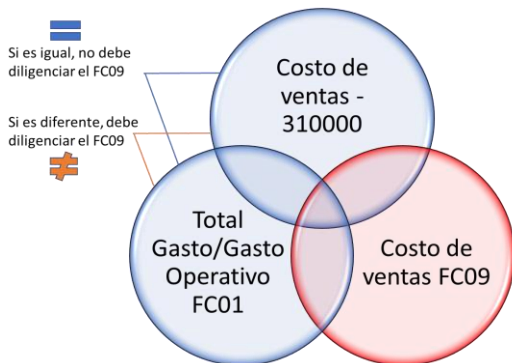 Si es igual, no debe
diligenciar el FC09
Si es diferente, debe
diligenciar el FC09
Costo de
ventas -
310000
Total
Gasto/Gasto
Operativo
FC01
Costo de
ventas FC09